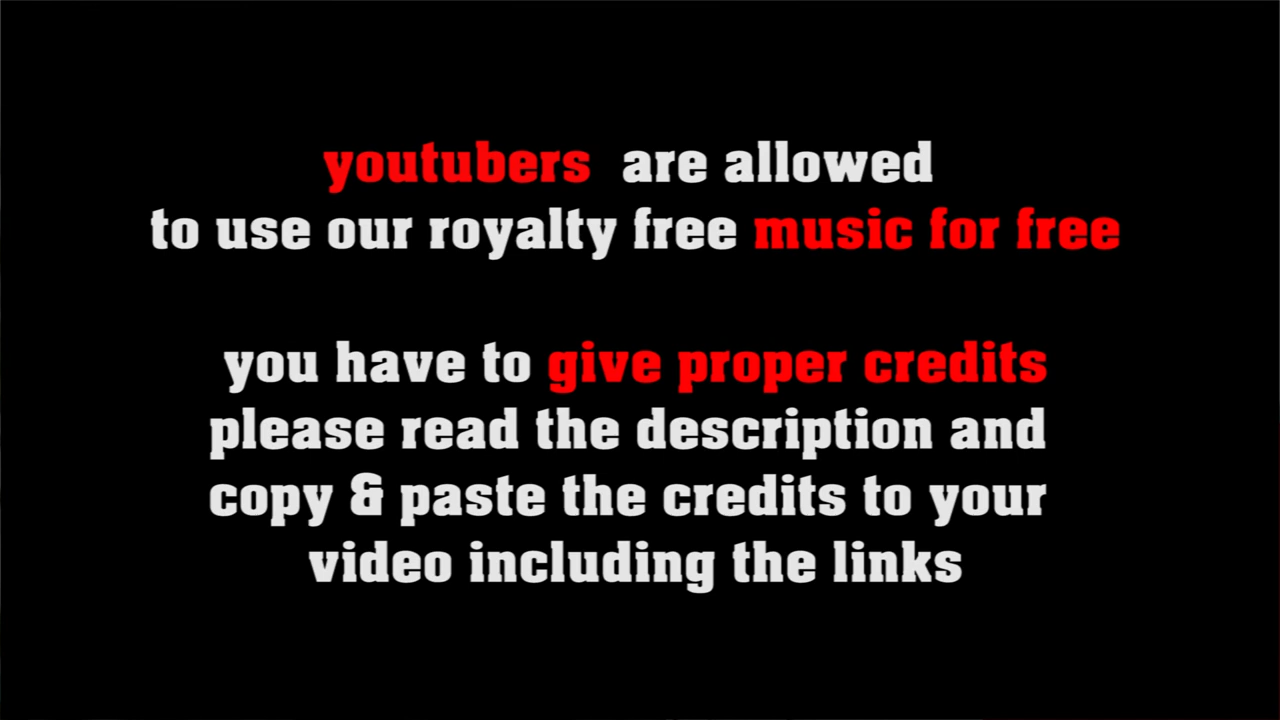 youtubers are allowed
to use our royalty free music for free
you have to give proper credits
please read the description and
copy & paste the credits to your
video including the links